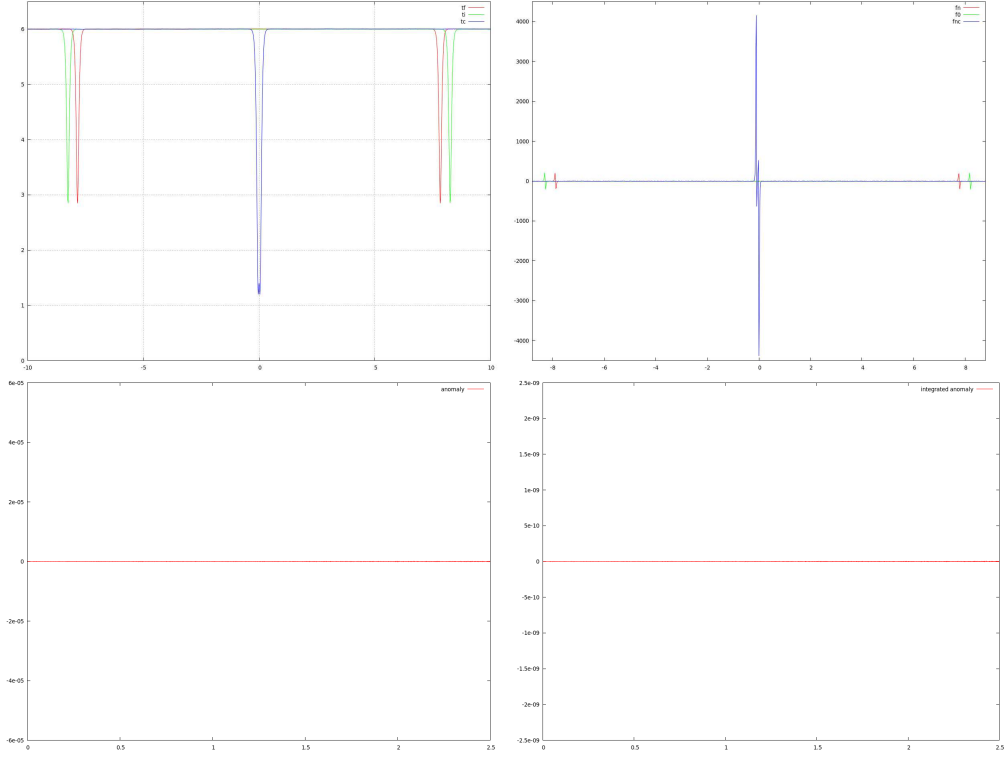 tf
ti
tc
6
5
4
3
2
1
0
-10
-5
0
5
10
fn
f0
fnc
4000
3000
2000
1000
0
-1000
-2000
-3000
-4000
-8
-6
-4
-2
0
2
4
6
8
anomaly
6e-05
4e-05
2e-05
0
-2e-05
-4e-05
-6e-05
0
0.5
1
1.5
2
2.5
integrated anomaly
2.5e-09
2e-09
1.5e-09
1e-09
5e-10
0
-5e-10
-1e-09
-1.5e-09
-2e-09
-2.5e-09
0
0.5
1
1.5
2
2.5